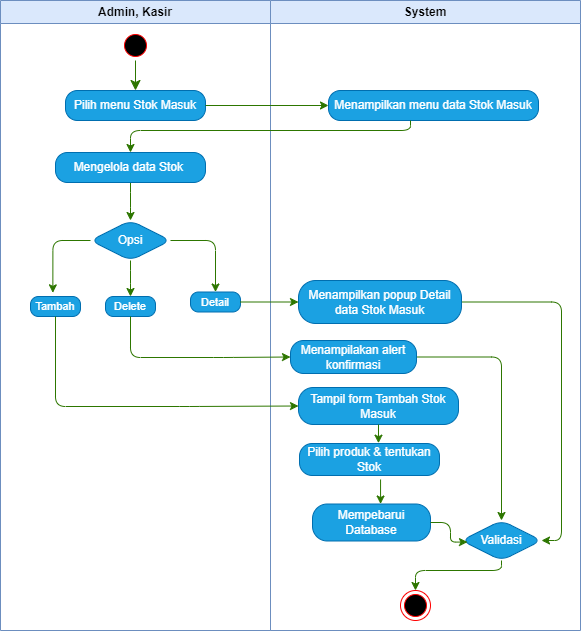 Admin, Kasir
System
Pilih menu Stok Masuk
Menampilkan menu data Stok Masuk
Mengelola data Stok
Opsi
Tambah
Delete
Detail
Menampilkan popup Detail
data Stok Masuk
Menampilakan alert
konfirmasi
Tampil form Tambah Stok
Masuk
Pilih produk & tentukan
Stok
Mempebarui
Database
Validasi